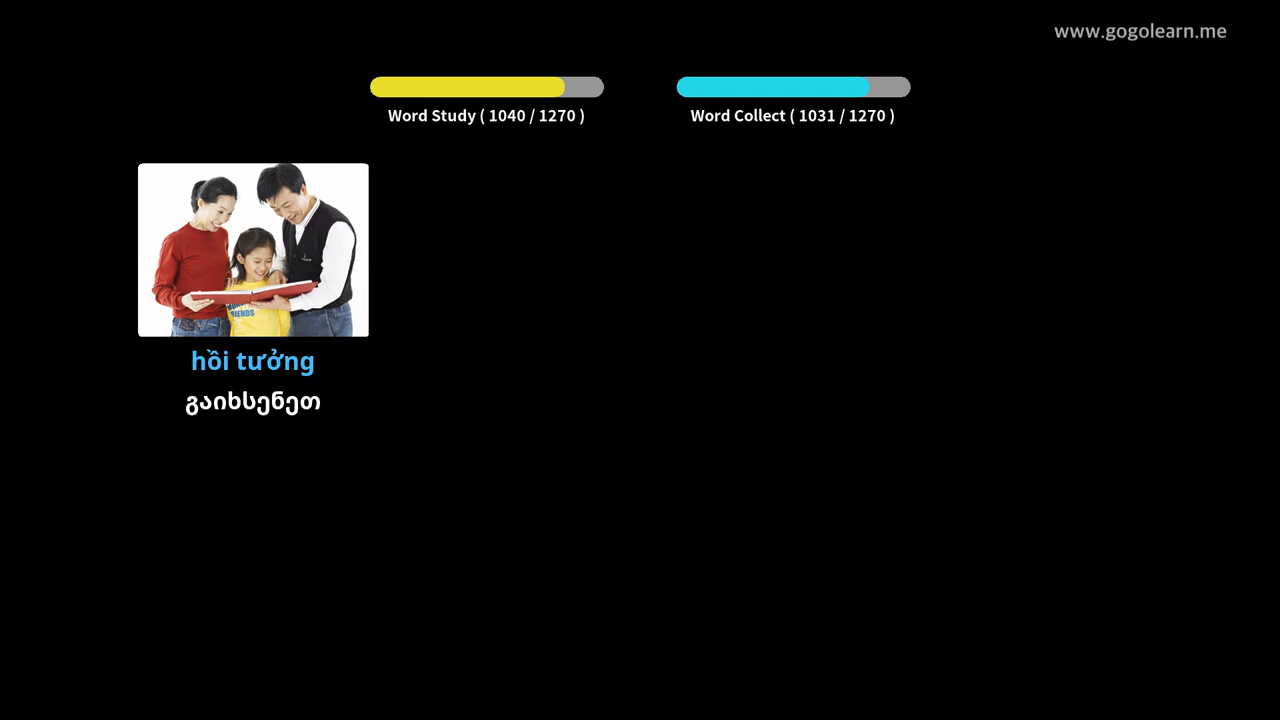 www.gogolearn.me
Word Study ( 1040 / 1270 )
Word Collect ( 1031 / 1270 )
hồi tưởng
გაიხსენეთ